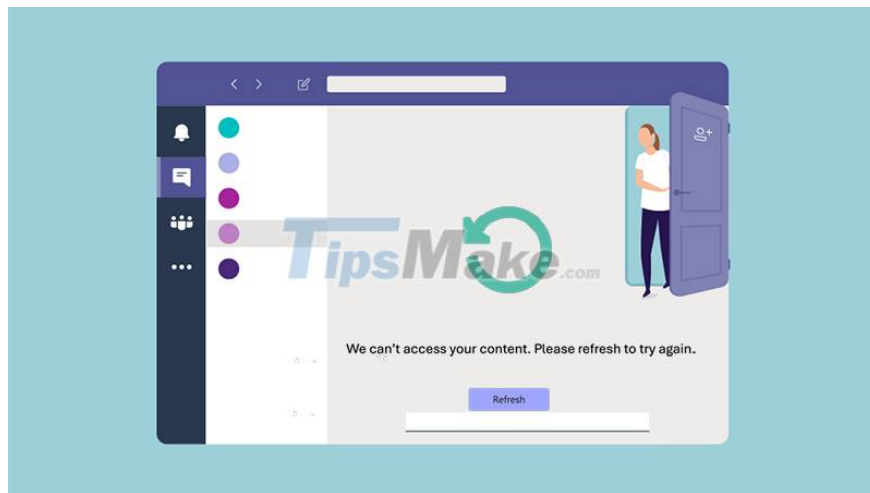 TipsMake.com
We can't access your content. Please refresh to try again.
Refresh